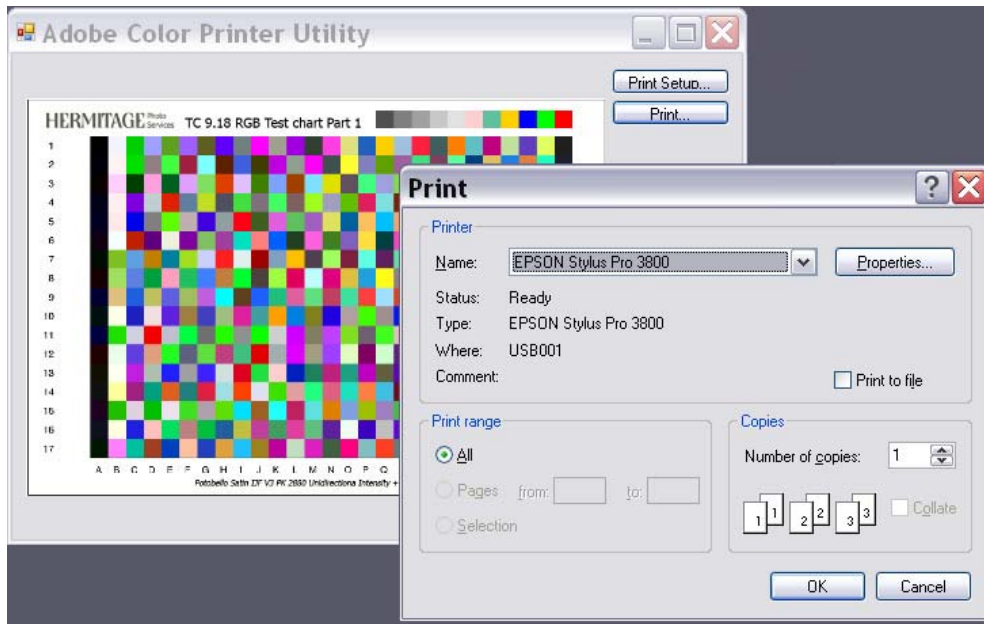 Adobe Color Printer Utility
Print Setup...
Print...
HERMITAGE Photo Services TC 9.18 RGB Test chart Part 1
1
2
3
4
5
6
7
8
9
10
11
12
13
14
15
16
17
A B C D E F G H I J K L M N O P Q
Potobello Satin IJF V3 PK 2880 Unidirectiona Intensity +
Print
Printer
Name: EPSON Stylus Pro 3800 Properties...
Status: Ready
Type: EPSON Stylus Pro 3800
Where: USB001
Comment:
Print to file
Print range
All
Pages from: to:
Selection
Copies
Number of copies: 1
1 1 2 2 3 3 Collate
OK Cancel